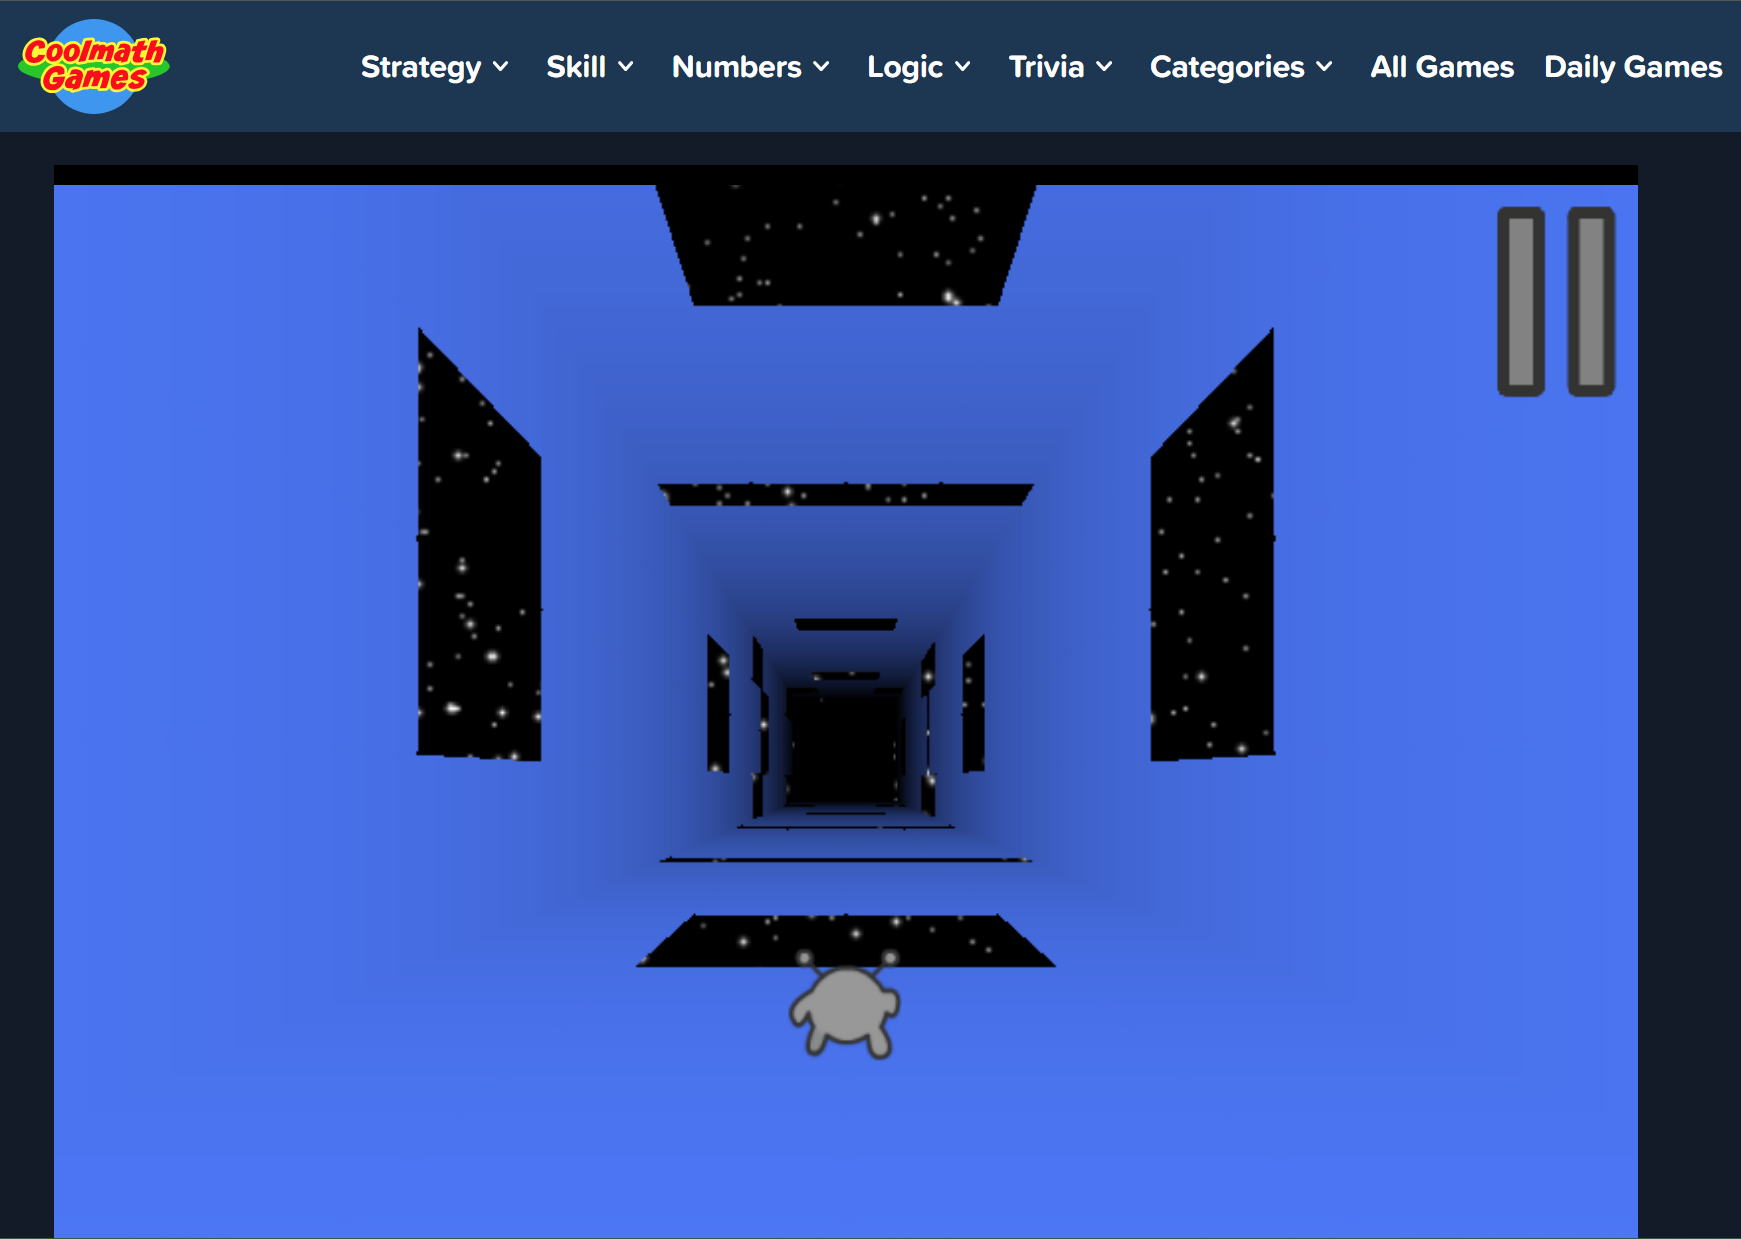 Coolmath
Games
Strategy
Skill
Numbers
Logic
Trivia
Categories
All Games
Daily Games